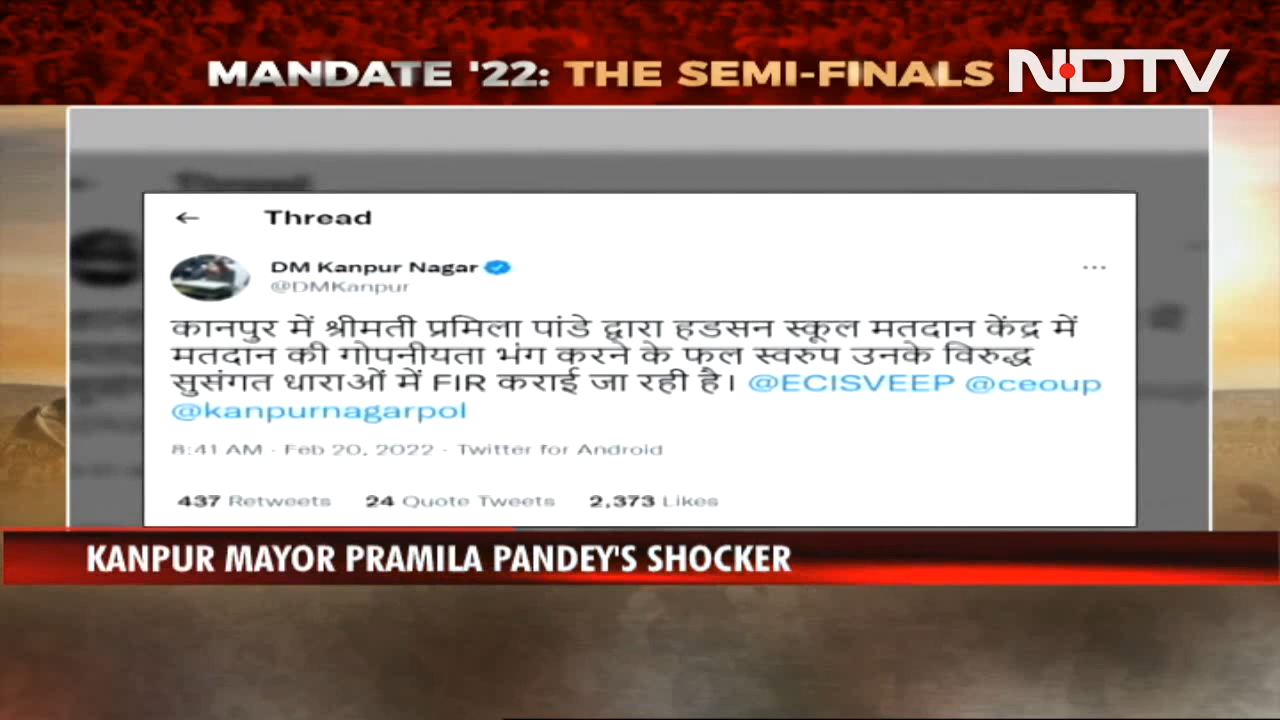 MANDATE '22: THE SEMI-FINALS NDTV
Thread
DM Kanpur Nagar
@DMKanpur
कानपुर में श्रीमती प्रमिला पांडे द्वारा हडसन स्कूल मतदान केंद्र में
मतदान की गोपनीयता भंग करने के फल स्वरुप उनके विरुद्ध
सुसंगत धाराओं में FIR कराई जा रही है। @ECISVEEP @ceoup
@kanpurnagarpol
8:41 AM · Feb 20, 2022 · Twitter for Android
437 Retweets 24 Quote Tweets 2,373 Likes
KANPUR MAYOR PRAMILA PANDEY'S SHOCKER